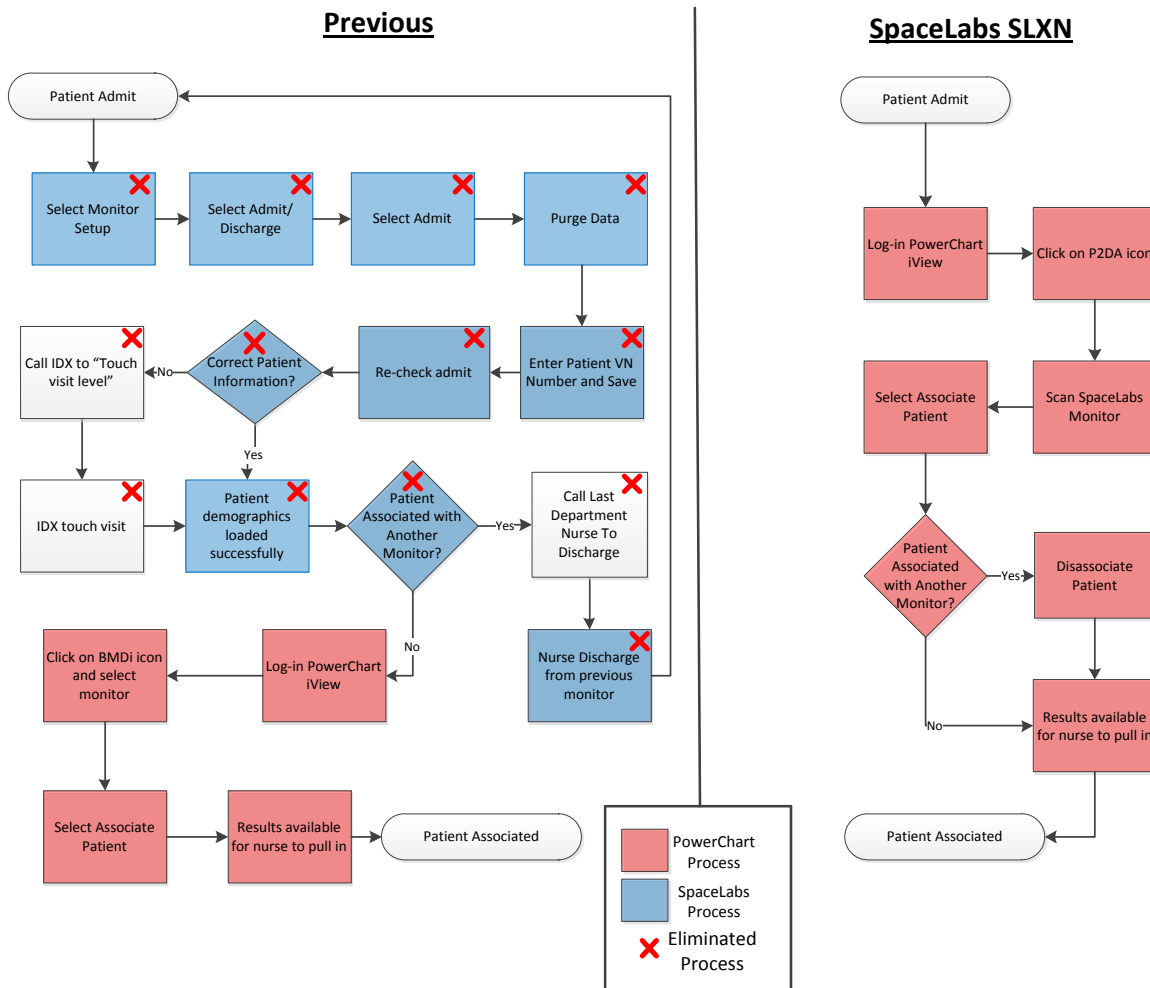 Previous
Patient Admit
Select Monitor
Setup
Select Admit/
Discharge
Select Admit
Purge Data
Call IDX to “Touch
visit level”
No
Correct Patient
Information?
Re-check admit
Enter Patient VN
Number and Save
Yes
IDX touch visit
Patient
demographics
loaded
successfully
Patient
Associated with
Another
Monitor?
Yes
Call Last
Department
Nurse To
Discharge
No
Click on BMDi icon
and select
monitor
Log-in PowerChart
iView
Nurse Discharge
from previous
monitor
Select Associate
Patient
Results available
for nurse to pull in
Patient Associated
PowerChart
Process
SpaceLabs
Process
Eliminated
Process
SpaceLabs SLXN
Patient Admit
Log-in PowerChart
iView
Click on P2DA icon
Select Associate
Patient
Scan SpaceLabs
Monitor
Patient
Associated
with Another
Monitor?
Yes
Disassociate
Patient
No
Results available
for nurse to pull in
Patient Associated